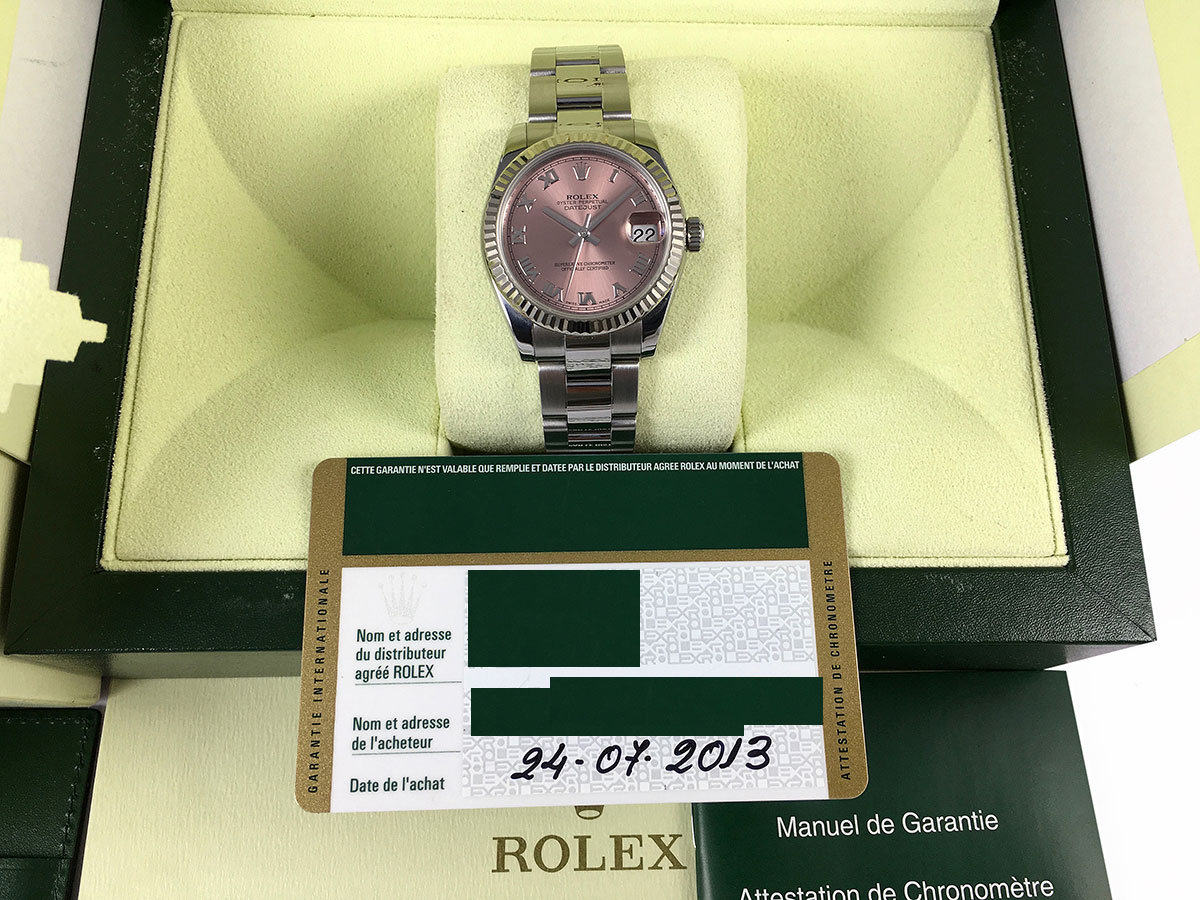 ROLEX
OYSTER PERPETUAL
DATEJUST
22
OFFICIALLY CERTIFIED
CETTE GARANTIE N'EST VALABLE QUE REMPLIE ET DATEE PAR LE DISTRIBUTEUR AGREE ROLEX AU MOMENT DE L'ACHAT
GARANTIE INTERNATIONALE
Nom et adresse
du distributeur
agréé ROLEX
Nom et adresse
de l'acheteur
Date de l'achat
24-07-2013
ATTESTATION DE CHRONOMETRE
ROLEX
Manuel de Garantie
Attestation de Chronomètre